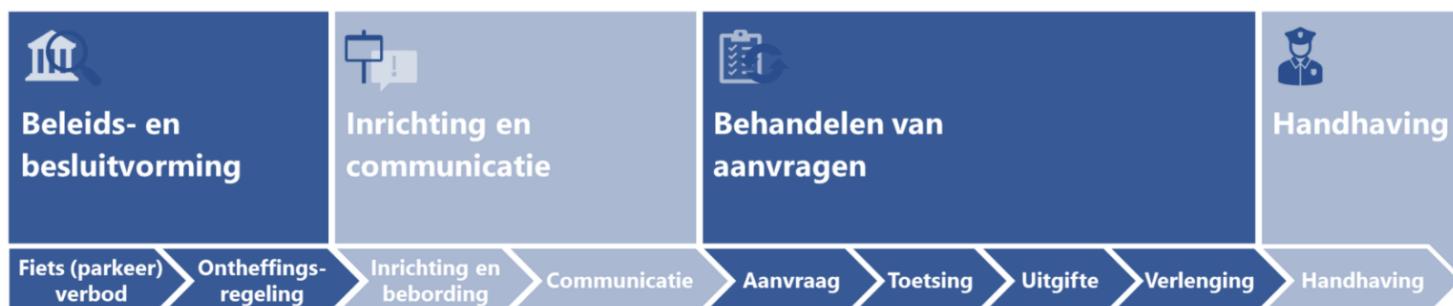 Beleids- en
besluitvorming
Inrichting en
communicatie
Behandelen van
aanvragen
Handhaving
Fiets (parkeer)
verbod
Ontheffings-
regeling
Inrichting en
bebording
Communicatie
Aanvraag
Toetsing
Uitgifte
Verlenging
Handhaving